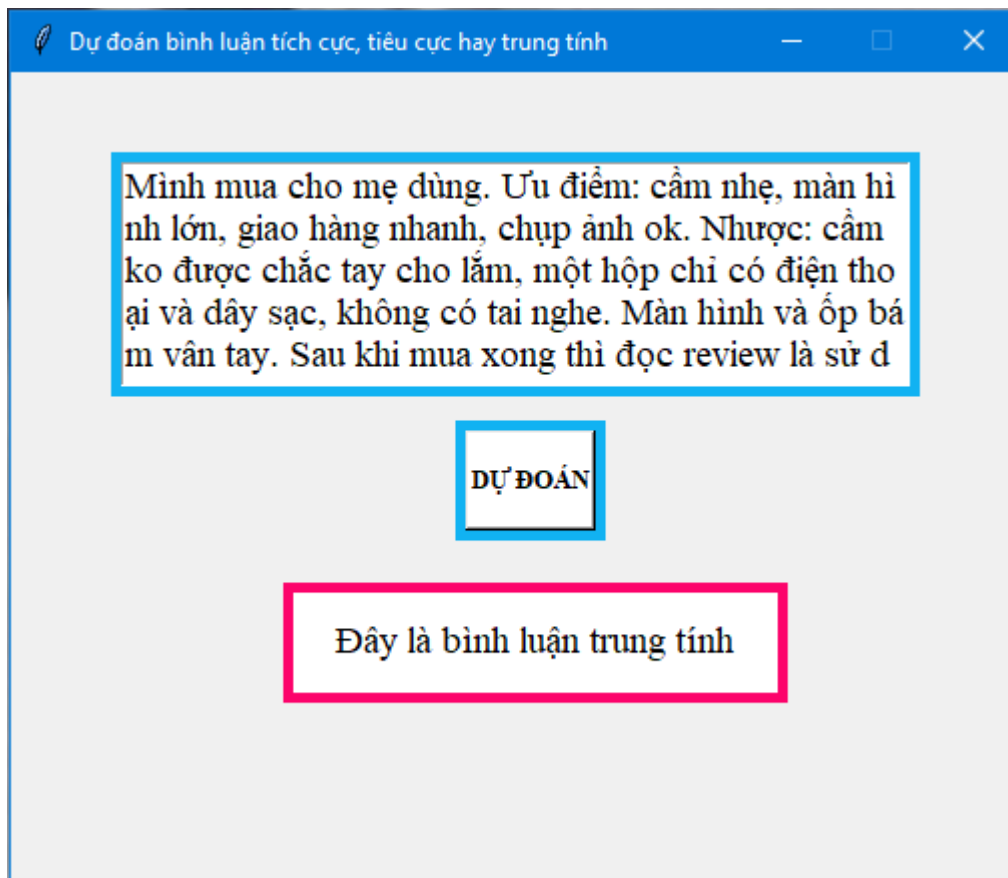 Dự đoán bình luận tích cực, tiêu cực hay trung tính
Mình mua cho mẹ dùng. Ưu điểm: cầm nhẹ, màn hì
nh lớn, giao hàng nhanh, chụp ảnh ok. Nhược: cầm
ko được chắc tay cho lắm, một hộp chỉ có điện tho
ại và dây sạc, không có tai nghe. Màn hình và ốp bá
m vân tay. Sau khi mua xong thì đọc review là sử d
DỰ ĐOÁN
Đây là bình luận trung tính